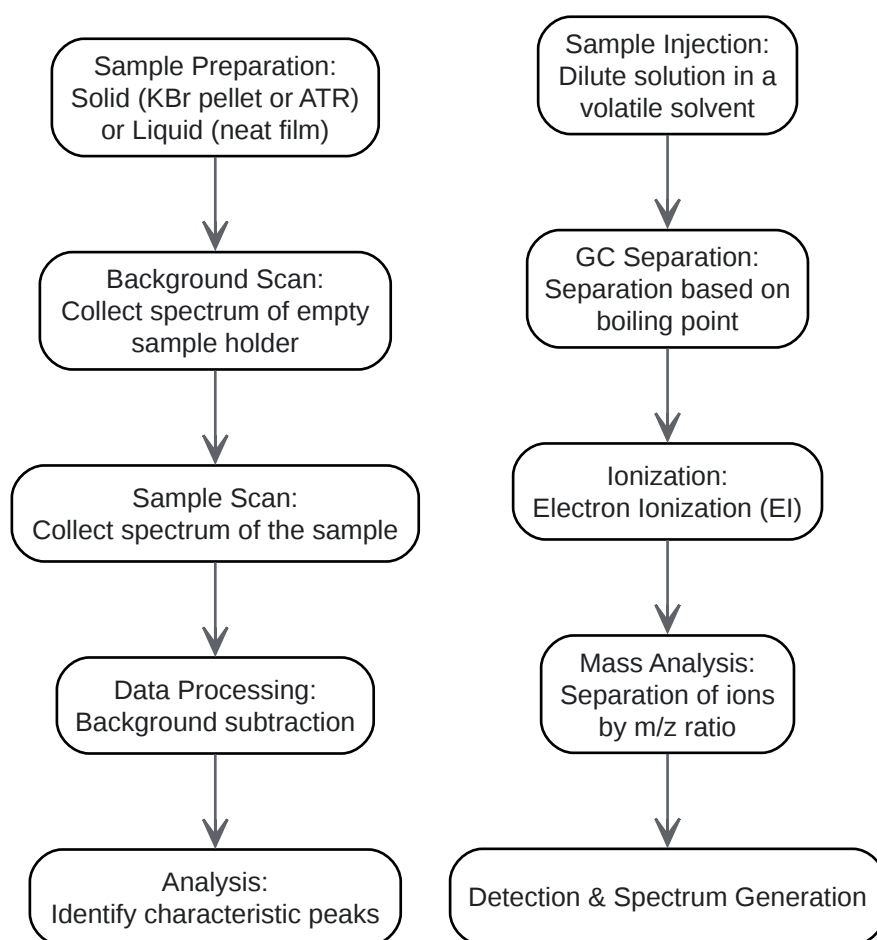 Sample Preparation:
Solid (KBr pellet or ATR)
or Liquid (neat film)
Background Scan:
Collect spectrum of empty
sample holder
Sample Scan:
Collect spectrum of the sample
Data Processing:
Background subtraction
Analysis:
Identify characteristic peaks
Sample Injection:
Dilute solution in a
volatile solvent
GC Separation:
Separation based on
boiling point
Ionization:
Electron Ionization (EI)
Mass Analysis:
Separation of ions
by m/z ratio
Detection & Spectrum Generation